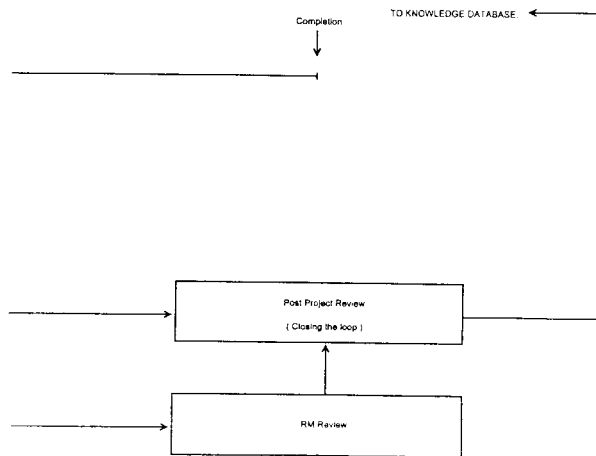 Completion
TO KNOWLEDGE DATABASE.
Post Project Review
( Closing the loop )
RM Review